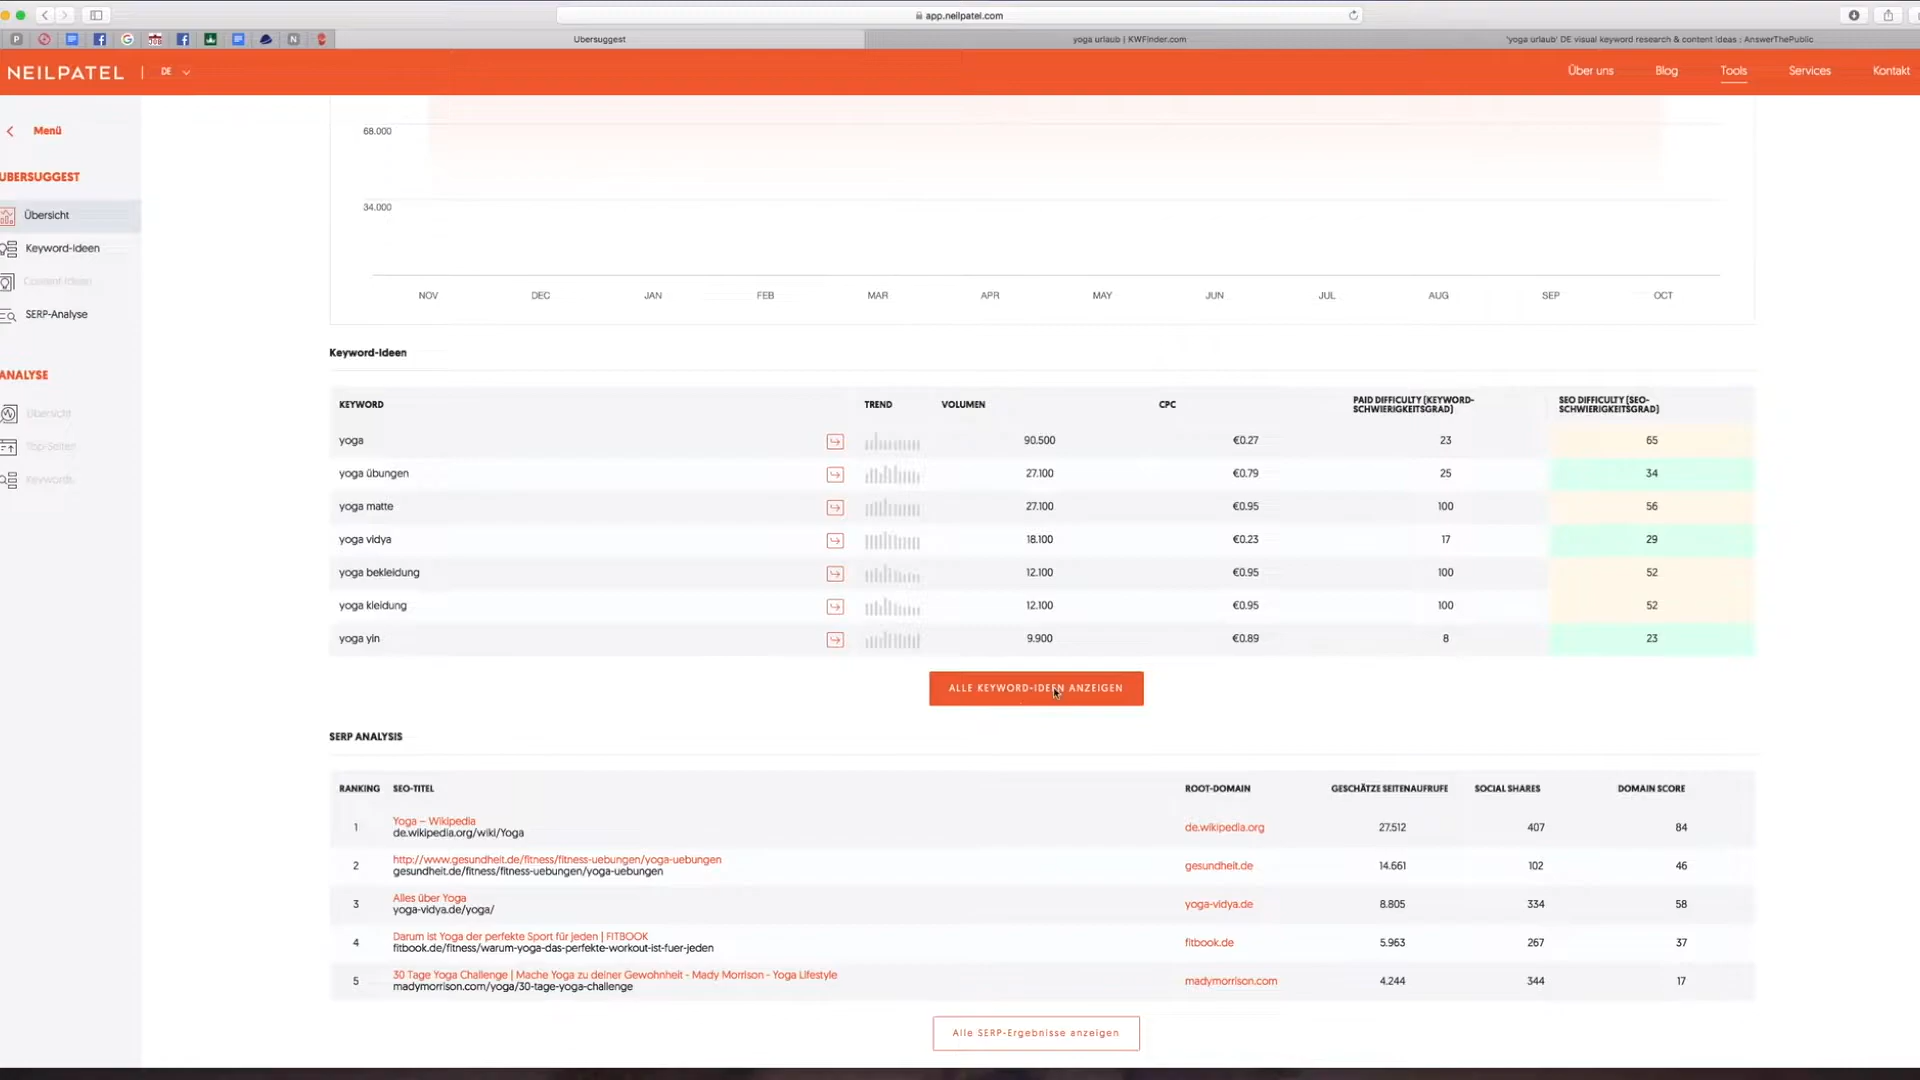 app.neilpatel.com
Ubersuggest
yoga urlaub | KWFinder.com
'yoga urlaub' DE visual keyword research & content ideas : AnswerThePublic
NEILPATEL | DE
Über uns
Blog
Tools
Services
Kontakt
Menü
UBERSUGGEST
Übersicht
Keyword-Ideen
Content-Ideen
SERP-Analyse
ANALYSE
Übersicht
Top-Seiten
Keywords
68.000
34.000
NOV DEC JAN FEB MAR APR MAY JUN JUL AUG SEP OCT
Keyword-Ideen
KEYWORD TREND VOLUMEN CPC PAID DIFFICULTY (KEYWORD-SCHWIERIGKEITSGRAD) SEO DIFFICULTY (SEO-SCHWIERIGKEITSGRAD)
yoga 90.500 €0.27 23 65
yoga übungen 27.100 €0.79 25 34
yoga matte 27.100 €0.95 100 56
yoga vidya 18.100 €0.23 17 29
yoga bekleidung 12.100 €0.95 100 52
yoga kleidung 12.100 €0.95 100 52
yoga yin 9.900 €0.89 8 23
ALLE KEYWORD-IDEEN ANZEIGEN
SERP ANALYSIS
RANKING SEO-TITEL ROOT-DOMAIN GESCHÄTZE SEITENAUFRUFE SOCIAL SHARES DOMAIN SCORE
1 Yoga – Wikipedia de.wikipedia.org 27.512 407 84
de.wikipedia.org/wiki/Yoga
2 http://www.gesundheit.de/fitness/fitness-uebungen/yoga-uebungen gesundheit.de 14.661 102 46
gesundheit.de/fitness/fitness-uebungen/yoga-uebungen
3 Alles über Yoga yoga-vidya.de 8.805 334 58
yoga-vidya.de/yoga/
4 Darum ist Yoga der perfekte Sport für jeden | FITBOOK fitbook.de 5.963 267 37
fitbook.de/fitness/warum-yoga-das-perfekte-workout-ist-fuer-jeden
5 30 Tage Yoga Challenge | Mache Yoga zu deiner Gewohnheit - Mady Morrison - Yoga Lifestyle madymorrison.com 4.244 344 17
madymorrison.com/yoga/30-tage-yoga-challenge
Alle SERP-Ergebnisse anzeigen